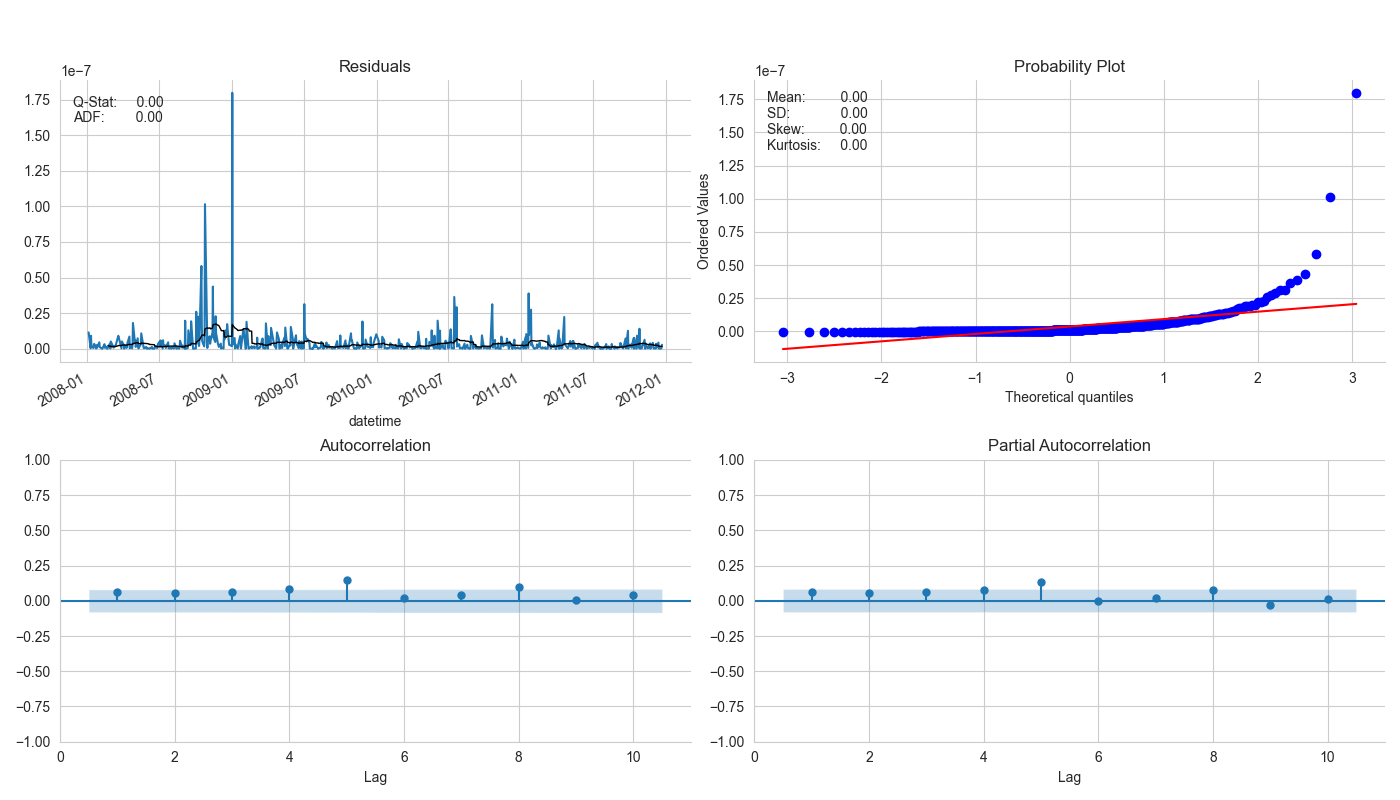 Residuals
1e−7
Q-Stat: 0.00
ADF: 0.00
1.75
1.50
1.25
1.00
0.75
0.50
0.25
0.00
2008-01
2008-07
2009-01
2009-07
2010-01
2010-07
2011-01
2011-07
2012-01
datetime
Probability Plot
1e−7
Mean: 0.00
SD: 0.00
Skew: 0.00
Kurtosis: 0.00
Ordered Values
1.75
1.50
1.25
1.00
0.75
0.50
0.25
0.00
−3 −2 −1 0 1 2 3
Theoretical quantiles
Autocorrelation
1.00
0.75
0.50
0.25
0.00
−0.25
−0.50
−0.75
−1.00
0 2 4 6 8 10
Lag
Partial Autocorrelation
1.00
0.75
0.50
0.25
0.00
−0.25
−0.50
−0.75
−1.00
0 2 4 6 8 10
Lag